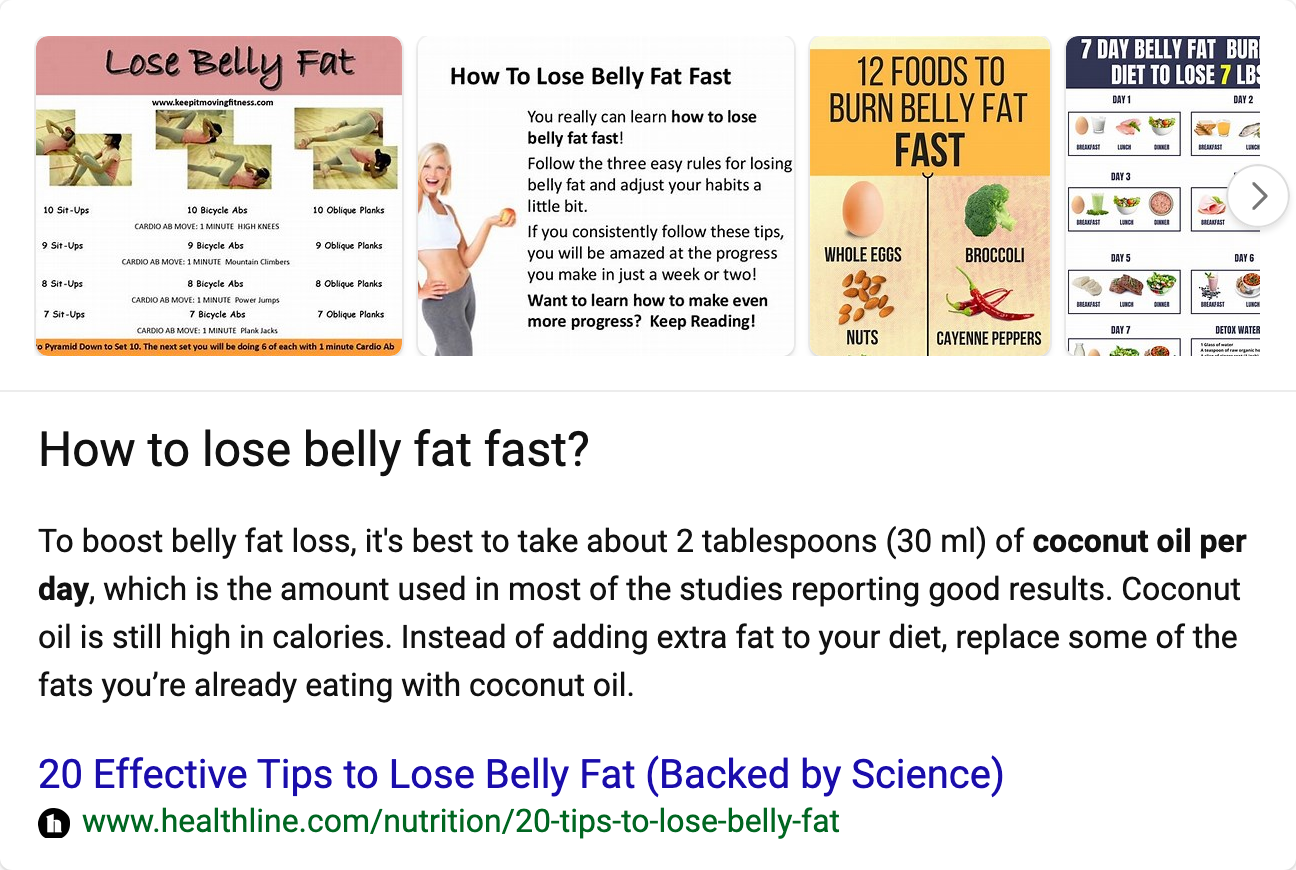 Lose Belly Fat
www.keepitmovingfitness.com
10 Sit-Ups 10 Bicycle Abs 10 Oblique Planks
CARDIO AB MOVE: 1 MINUTE HIGH KNEES
9 Sit-Ups 9 Bicycle Abs 9 Oblique Planks
CARDIO AB MOVE: 1 MINUTE Mountain Climbers
8 Sit-Ups 8 Bicycle Abs 8 Oblique Planks
CARDIO AB MOVE: 1 MINUTE Power Jumps
7 Sit-Ups 7 Bicycle Abs 7 Oblique Planks
CARDIO AB MOVE: 1 MINUTE Plank Jacks
o Pyramid Down to Set 10. The next set you will be doing 6 of each with 1 minute Cardio Ab
How To Lose Belly Fat Fast
You really can learn how to lose
belly fat fast!
Follow the three easy rules for losing
belly fat and adjust your habits a
little bit.
If you consistently follow these tips,
you will be amazed at the progress
you make in just a week or two!
Want to learn how to make even
more progress? Keep Reading!
12 FOODS TO
BURN BELLY FAT
FAST
WHOLE EGGS BROCCOLI
NUTS CAYENNE PEPPERS
7 DAY BELLY FAT BUR
DIET TO LOSE 7 LBS
DAY 1 DAY 2
BREAKFAST LUNCH DINNER BREAKFAST LUNCH
DAY 3
BREAKFAST LUNCH DINNER BREAKFAST
DAY 5 DAY 6
BREAKFAST LUNCH DINNER BREAKFAST LUNCH
DAY 7 DETOX WATER
1 Glass of water
A teaspoon of raw organic ho
How to lose belly fat fast?
To boost belly fat loss, it's best to take about 2 tablespoons (30 ml) of coconut oil per
day, which is the amount used in most of the studies reporting good results. Coconut
oil is still high in calories. Instead of adding extra fat to your diet, replace some of the
fats you’re already eating with coconut oil.
20 Effective Tips to Lose Belly Fat (Backed by Science)
h www.healthline.com/nutrition/20-tips-to-lose-belly-fat